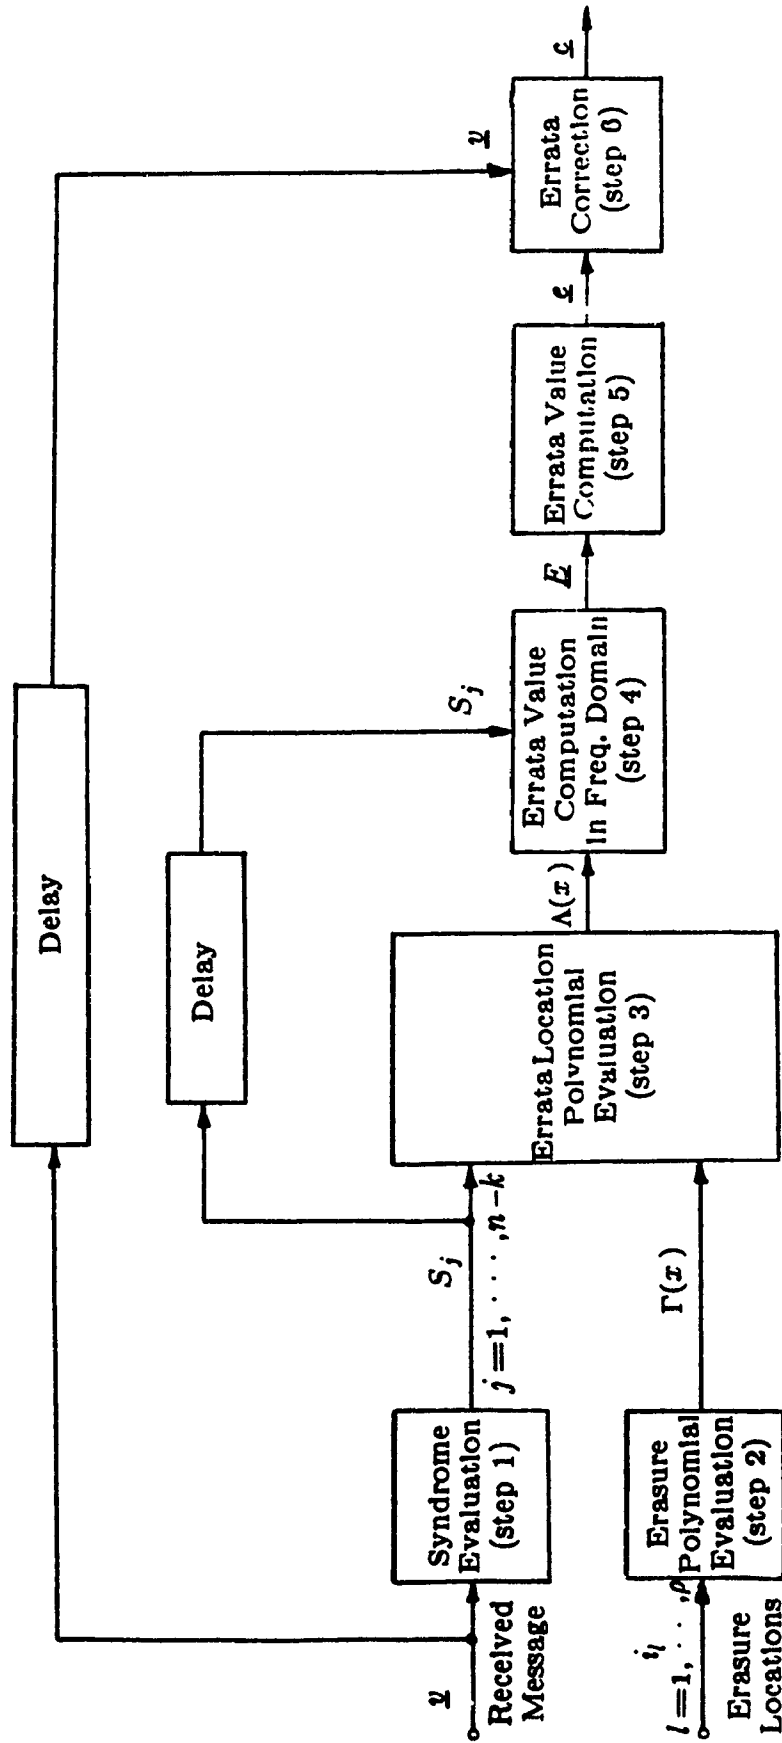 Delay
Delay
v
Received
Message
Syndrome
Evaluation
(step 1)
S_j
j=1, · · · ,n-k
i_l
l=1, · · · ,ρ
Erasure
Locations
Erasure
Polynomial
Evaluation
(step 2)
Γ(x)
Errata Location
Polynomial
Evaluation
(step 3)
Λ(x)
S_j
Errata Value
Computation
In Freq. Domain
(step 4)
E
Errata Value
Computation
(step 5)
e
v
Errata
Correction
(step 6)
c